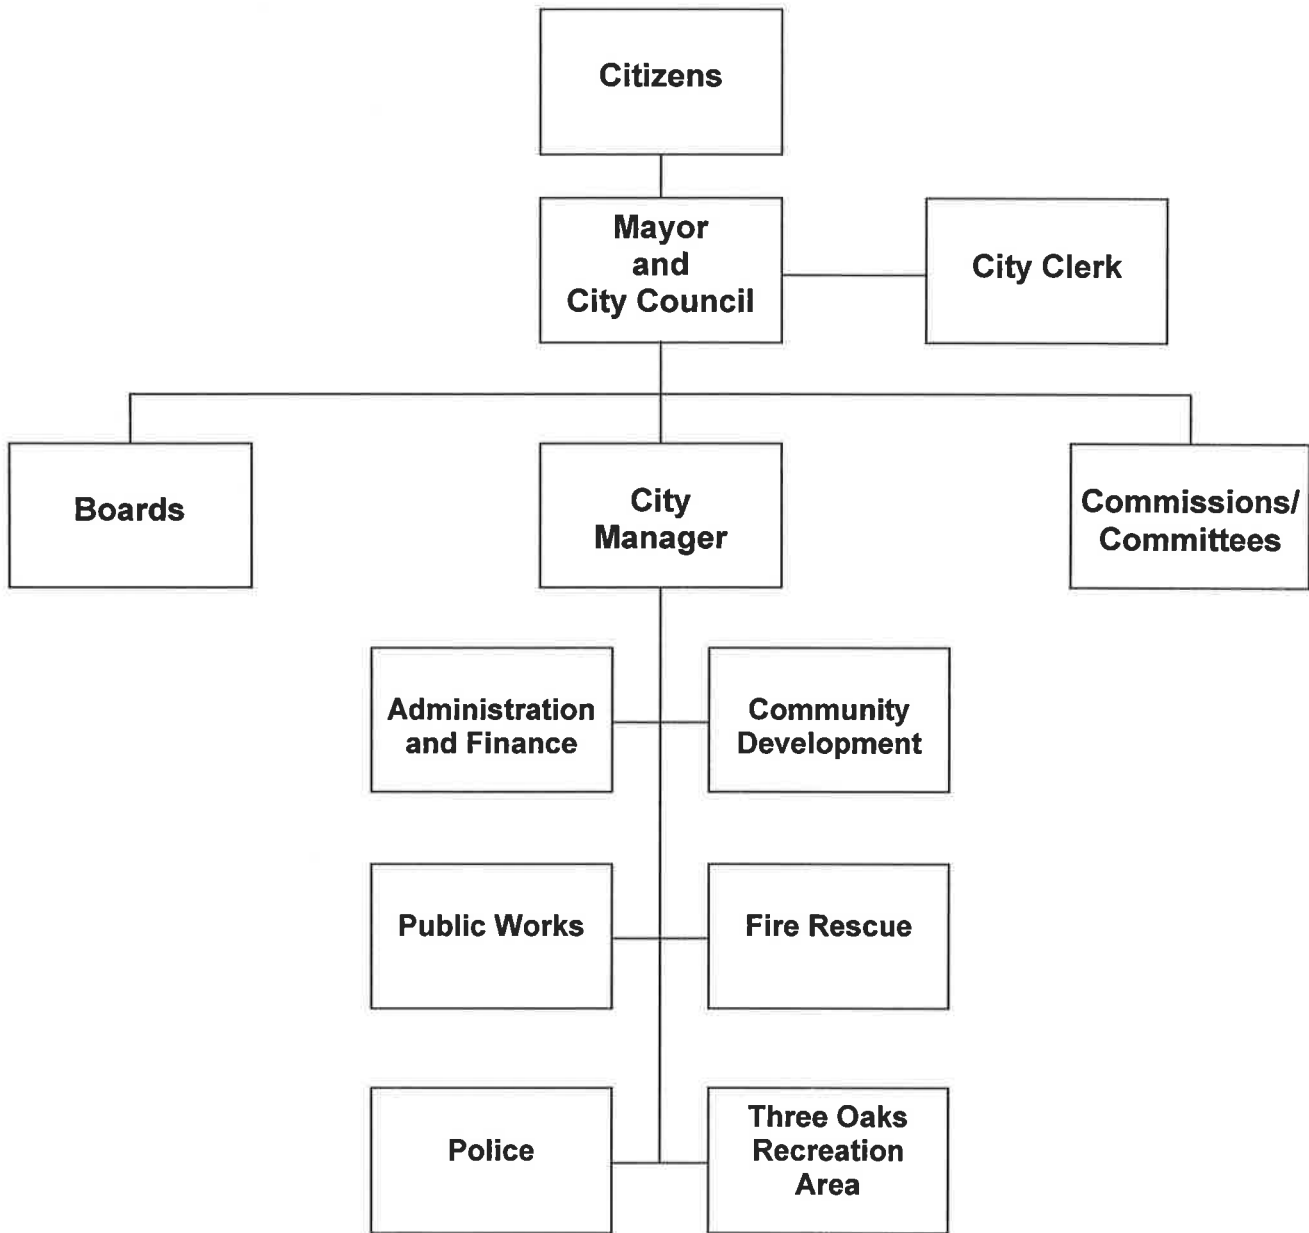 Citizens
Mayor
and
City Council
City Clerk
Boards
City
Manager
Commissions/
Committees
Administration
and Finance
Community
Development
Public Works
Fire Rescue
Police
Three Oaks
Recreation
Area